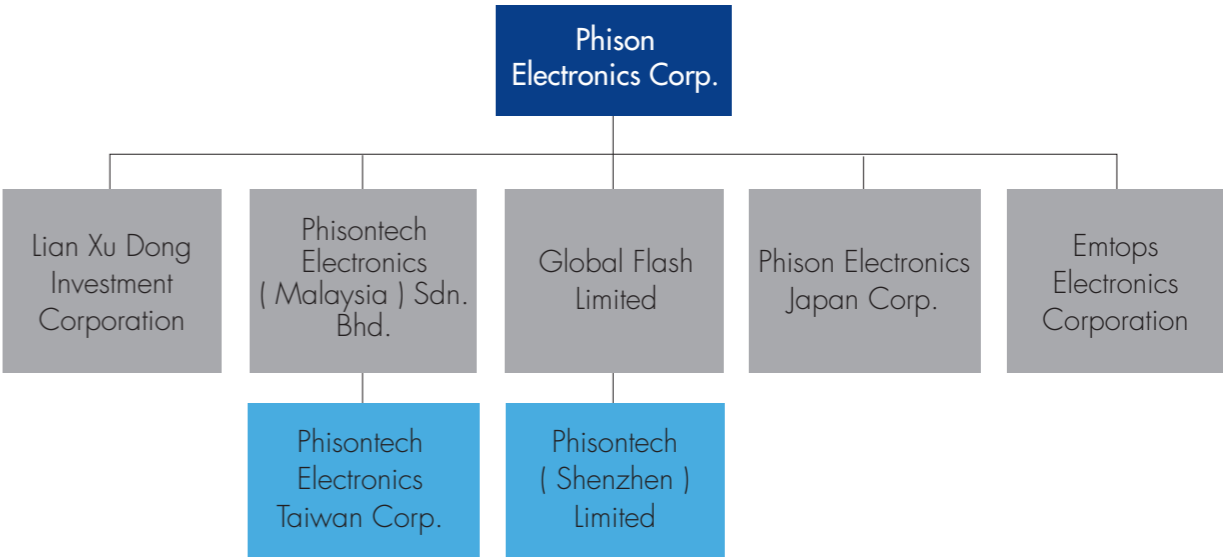 Phison
Electronics Corp.
Lian Xu Dong
Investment
Corporation
Phisontech
Electronics
( Malaysia ) Sdn.
Bhd.
Global Flash
Limited
Phison Electronics
Japan Corp.
Emtops
Electronics
Corporation
Phisontech
Electronics
Taiwan Corp.
Phisontech
( Shenzhen )
Limited